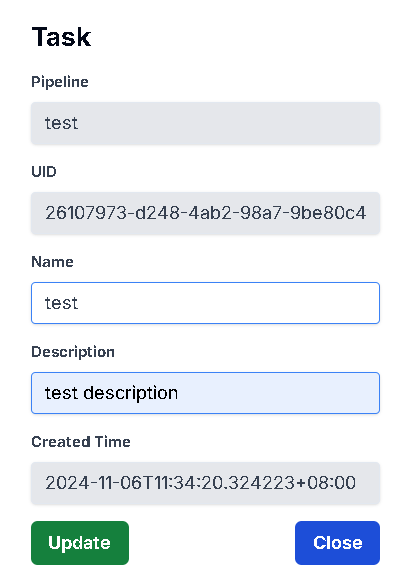 Task
Pipeline
test
UID
26107973-d248-4ab2-98a7-9be80c4
Name
test
Description
test description
Created Time
2024-11-06T11:34:20.324223+08:00
Update
Close